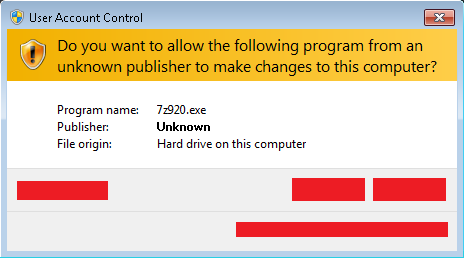 User Account Control
Do you want to allow the following program from an
unknown publisher to make changes to this computer?
Program name: 7z920.exe
Publisher: Unknown
File origin: Hard drive on this computer